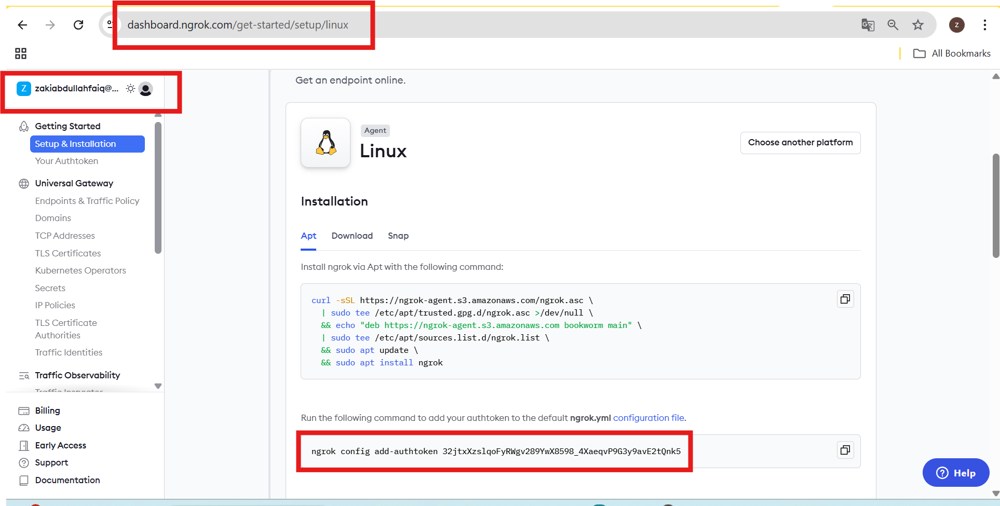 dashboard.ngrok.com/get-started/setup/linux
Z
All Bookmarks
Z
zakiabdullahfaiq@...
Getting Started
Setup & Installation
Your Authtoken
Universal Gateway
Endpoints & Traffic Policy
Domains
TCP Addresses
TLS Certificates
Kubernetes Operators
Secrets
IP Policies
TLS Certificate
Authorities
Traffic Identities
Traffic Observability
Traffic Inspector
Billing
Usage
Early Access
Support
Documentation
Get an endpoint online.
Agent
Linux
Choose another platform
Installation
Apt Download Snap
Install ngrok via Apt with the following command:
curl -sSL https://ngrok-agent.s3.amazonaws.com/ngrok.asc \
| sudo tee /etc/apt/trusted.gpg.d/ngrok.asc >/dev/null \
&& echo "deb https://ngrok-agent.s3.amazonaws.com bookworm main" \
| sudo tee /etc/apt/sources.list.d/ngrok.list \
&& sudo apt update \
&& sudo apt install ngrok
Run the following command to add your authtoken to the default ngrok.yml configuration file.
ngrok config add-authtoken 32jtxXzslqoFyRWgv289YwX8598_4XaeqvP9G3y9avE2tQnk5
Help